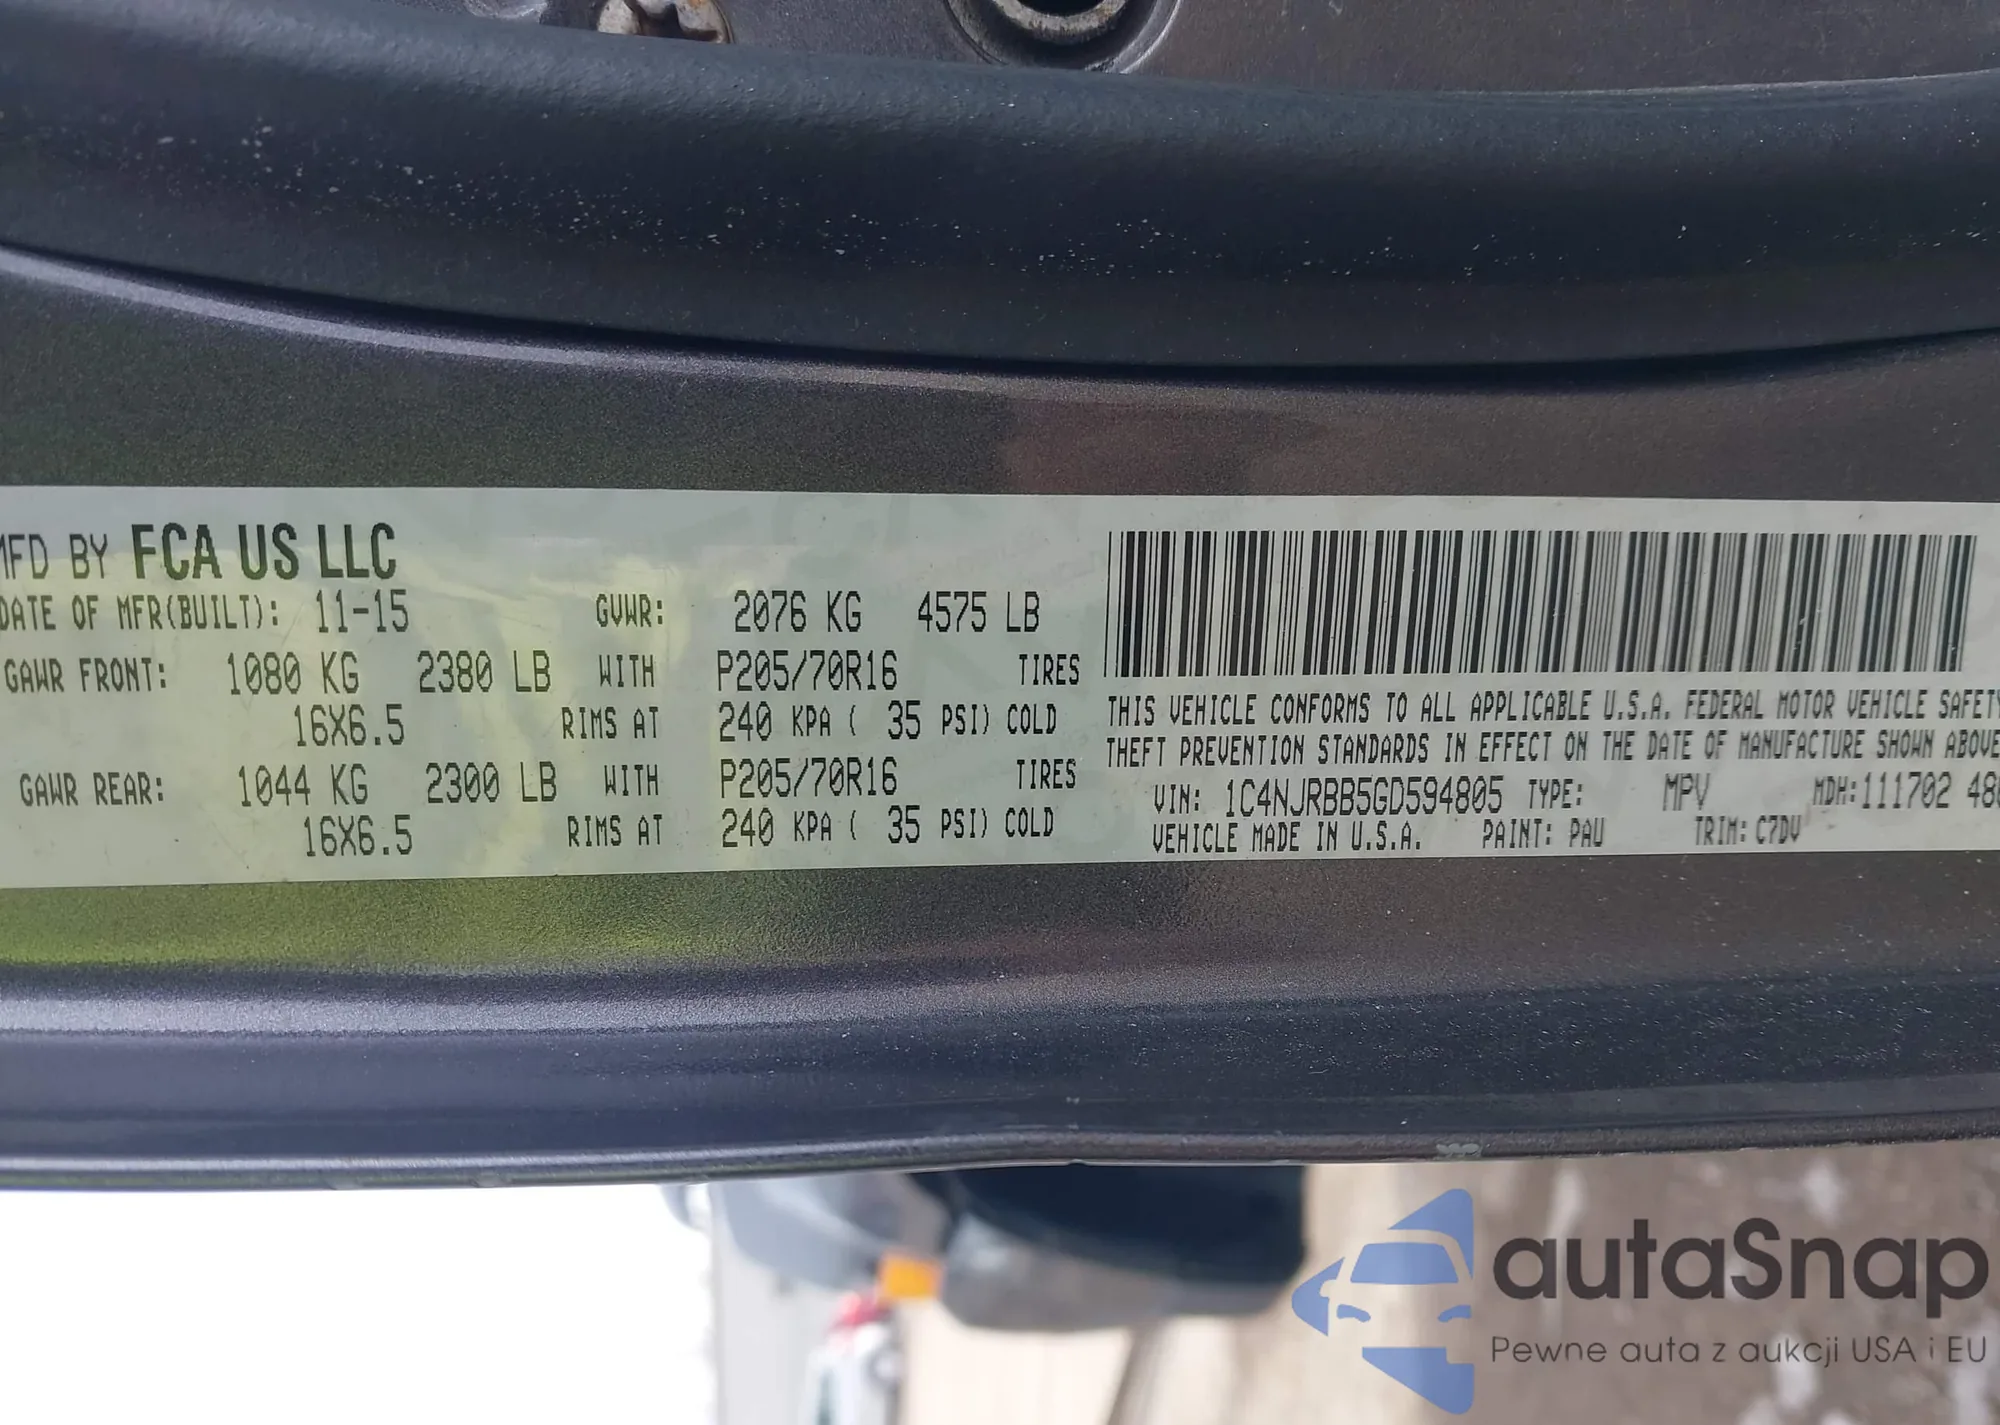 MFD BY FCA US LLC
DATE OF MFR(BUILT): 11-15 GVWR: 2076 KG 4575 LB
GAWR FRONT: 1080 KG 2380 LB WITH P205/70R16 TIRES
16X6.5 RIMS AT 240 KPA ( 35 PSI) COLD
GAWR REAR: 1044 KG 2300 LB WITH P205/70R16 TIRES
16X6.5 RIMS AT 240 KPA ( 35 PSI) COLD
THIS VEHICLE CONFORMS TO ALL APPLICABLE U.S.A. FEDERAL MOTOR VEHICLE SAFETY
THEFT PREVENTION STANDARDS IN EFFECT ON THE DATE OF MANUFACTURE SHOWN ABOVE
VIN: 1C4NJRBB5GD594805 TYPE: MPV MDH:111702
VEHICLE MADE IN U.S.A. PAINT: PAU TRIM: C7DV
autaSnap
Pewne auta z aukcji USA i EU